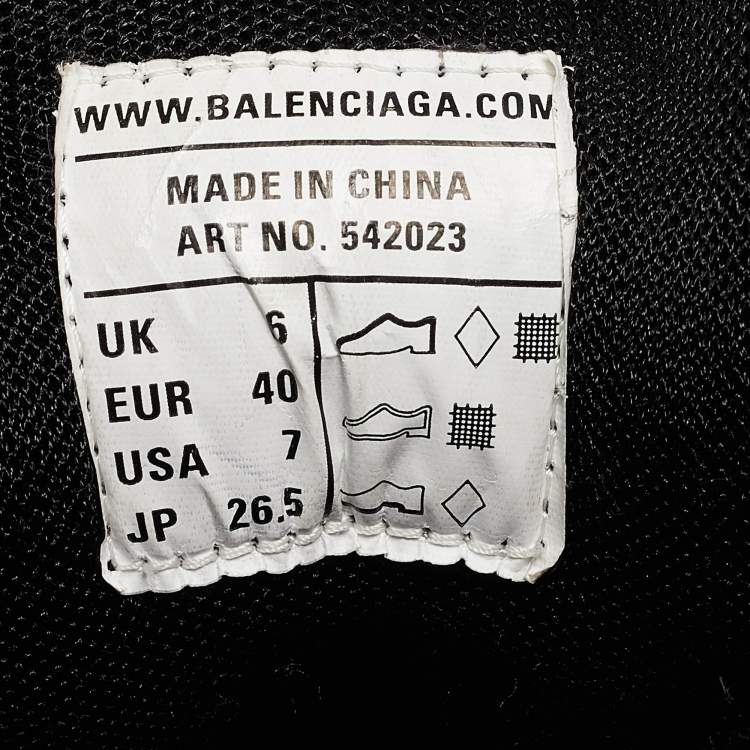 WWW.BALENCIAGA.COM
MADE IN CHINA
ART NO. 542023
UK 6
EUR 40
USA 7
JP 26.5